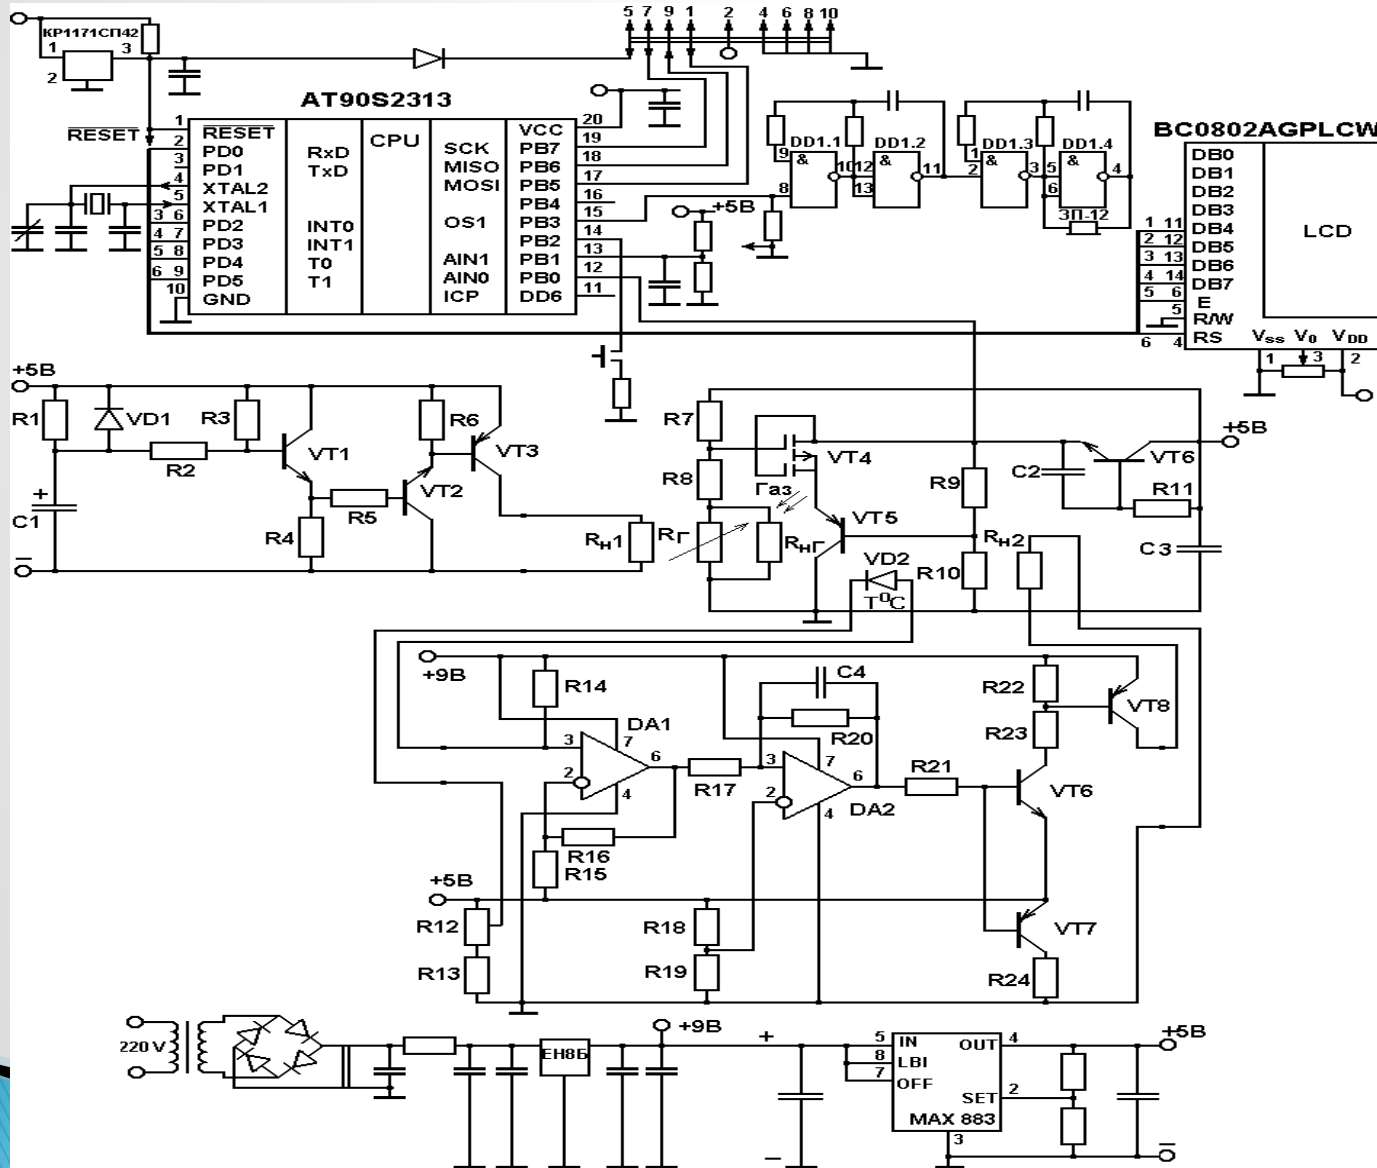 5 7 9 1 2 4 6 8 10
КР1171СП42
1 3
2
AT90S2313
RESET
1 RESET
2 PD0
3 PD1
4 XTAL2
5 XTAL1
3 6 PD2
4 7 PD3
5 8 PD4
6 9 PD5
10 GND
RxD
TxD
INT0
INT1
T0
T1
CPU
SCK
MISO
MOSI
OS1
AIN1
AIN0
ICP
VCC 20
PB7 19
PB6 18
PB5 17
PB4 16
PB3 15
PB2 14
PB1 13
PB0 12
DD6 11
+5В
DD1.1 DD1.2 DD1.3 DD1.4
9 & 10 12 & 11 1 & 3 5 & 4
8 13 2 6
ЗП-12
BC0802AGPLCW
DB0
DB1
DB2
DB3
1 11 DB4
2 12 DB5
3 13 DB6
4 14 DB7
5 6 E
5 R/W
6 4 RS
LCD
Vss V0 VDD
1 3 2
+5В
R1 VD1 R3 R6
R2 VT1 VT2 VT3
+
C1 R4 R5 Rн1
–
R7 VT4 +5В
R8 Газ R9 C2 VT6 R11
Rг Rнг VT5 Rн2 C3
VD2 R10
T⁰C
+9В
R14 DA1 C4 R22 VT8
3 7 6 R20 R23
2 4 R17 3 7 6 R21 VT6
2 4 DA2
R16
R15
+5В
R12 R18 VT7
R13 R19 R24
220 V
ЕН8Б
+9В
+
–
5 IN OUT 4
8 LBI
7 OFF
SET 2
MAX 883
3
+5В
–